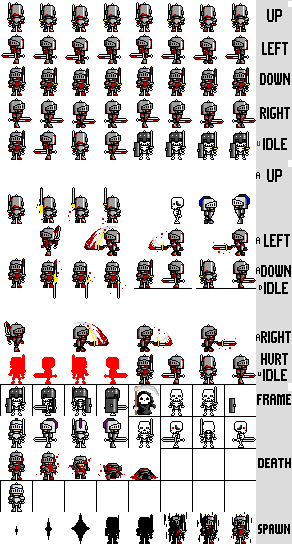 UP
LEFT
DOWN
RIGHT
U IDLE
A UP
A LEFT
A DOWN
D IDLE
A RIGHT
HURT
U IDLE
FRAME
DEATH
SPAWN